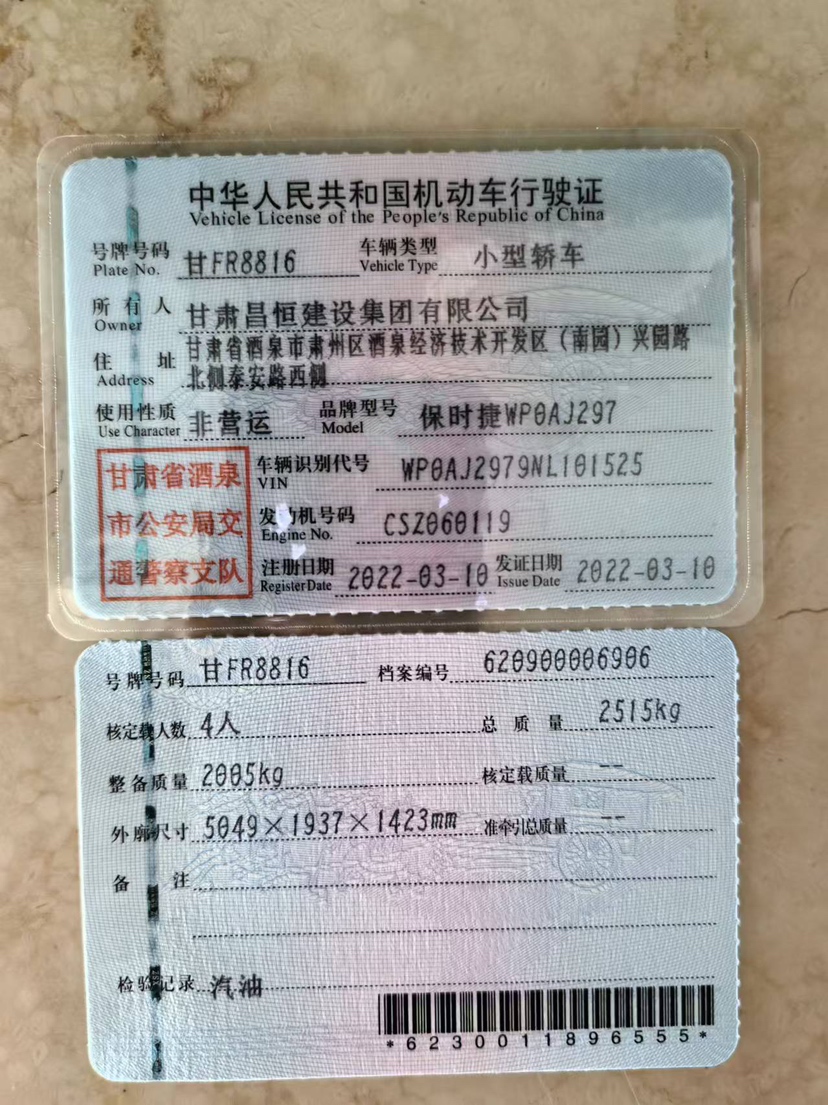 中华人民共和国机动车行驶证
Vehicle License of the People's Republic of China
号牌号码 甘FR8816 车辆类型 小型轿车
Plate No. Vehicle Type
所有人 甘肃昌恒建设集团有限公司
Owner
住址 甘肃省酒泉市肃州区酒泉经济技术开发区（南园）兴园路
Address 北侧泰安路西侧
使用性质 非营运 品牌型号 保时捷WP0AJ297
Use Character Model
甘肃省酒泉
市公安局交
通警察支队
车辆识别代号 WP0AJ2979NL101525
VIN
发动机号码 CSZ060119
Engine No.
注册日期 2022-03-10 发证日期 2022-03-10
Register Date Issue Date
号牌号码 甘FR8816 档案编号 620900006906
核定载人数 4人 总质量 2515kg
整备质量 2005kg 核定载质量 --
外廓尺寸 5049×1937×1423mm 准牵引总质量 --
备注
检验记录 汽油
*6230011896555*